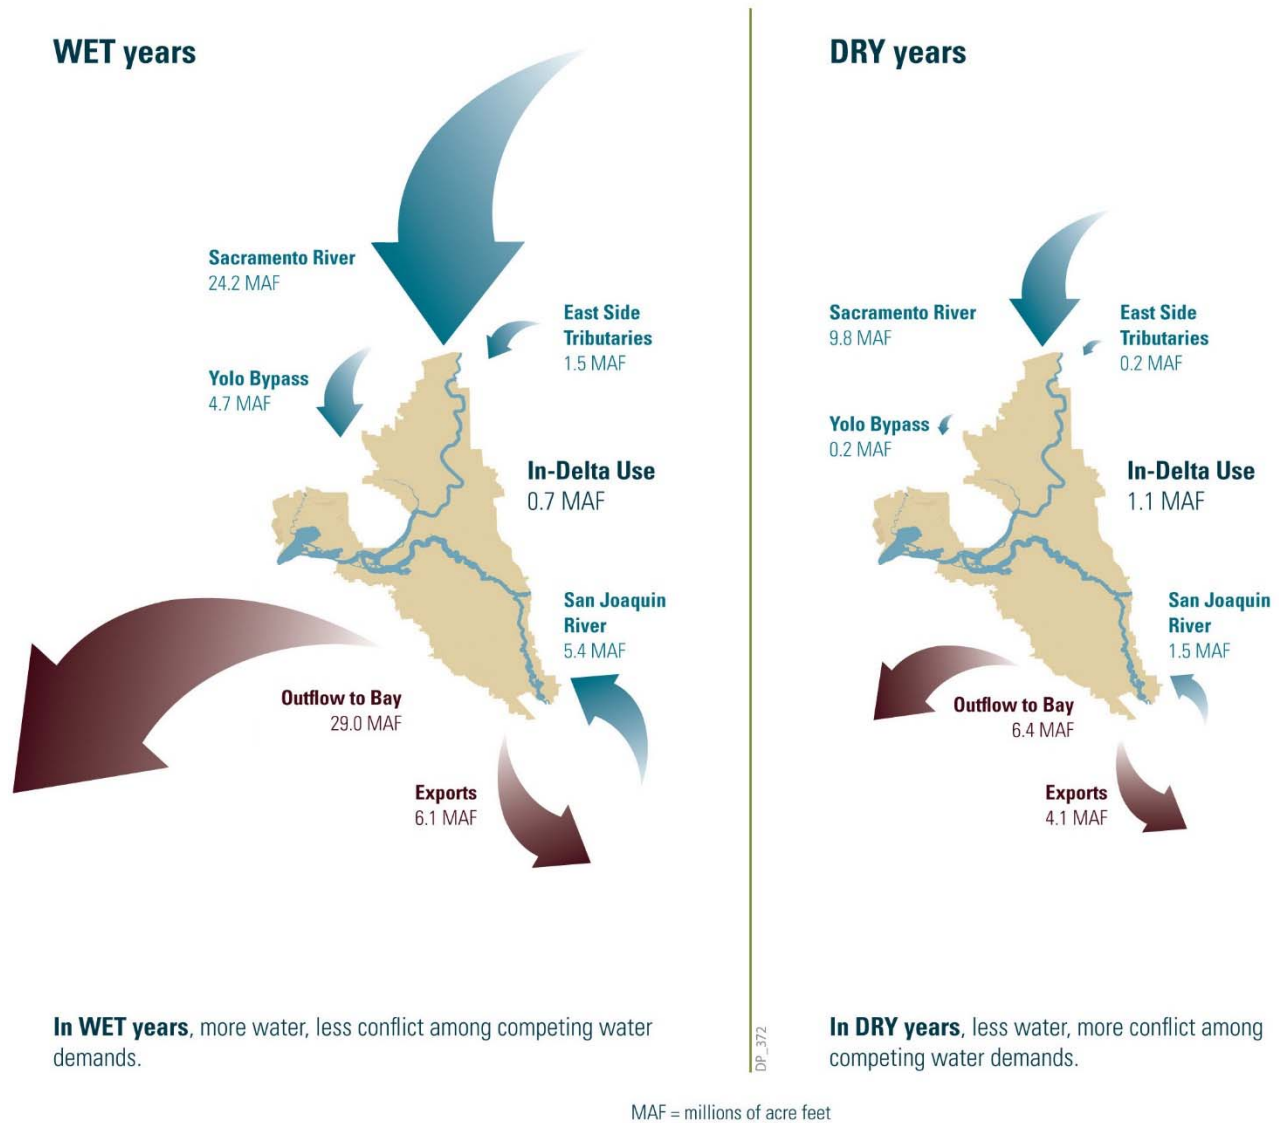 WET years
Sacramento River
24.2 MAF
East Side
Tributaries
1.5 MAF
Yolo Bypass
4.7 MAF
In-Delta Use
0.7 MAF
San Joaquin
River
5.4 MAF
Outflow to Bay
29.0 MAF
Exports
6.1 MAF
In WET years, more water, less conflict among competing water
demands.
DP_372
DRY years
Sacramento River
9.8 MAF
East Side
Tributaries
0.2 MAF
Yolo Bypass
0.2 MAF
In-Delta Use
1.1 MAF
San Joaquin
River
1.5 MAF
Outflow to Bay
6.4 MAF
Exports
4.1 MAF
In DRY years, less water, more conflict among
competing water demands.
MAF = millions of acre feet